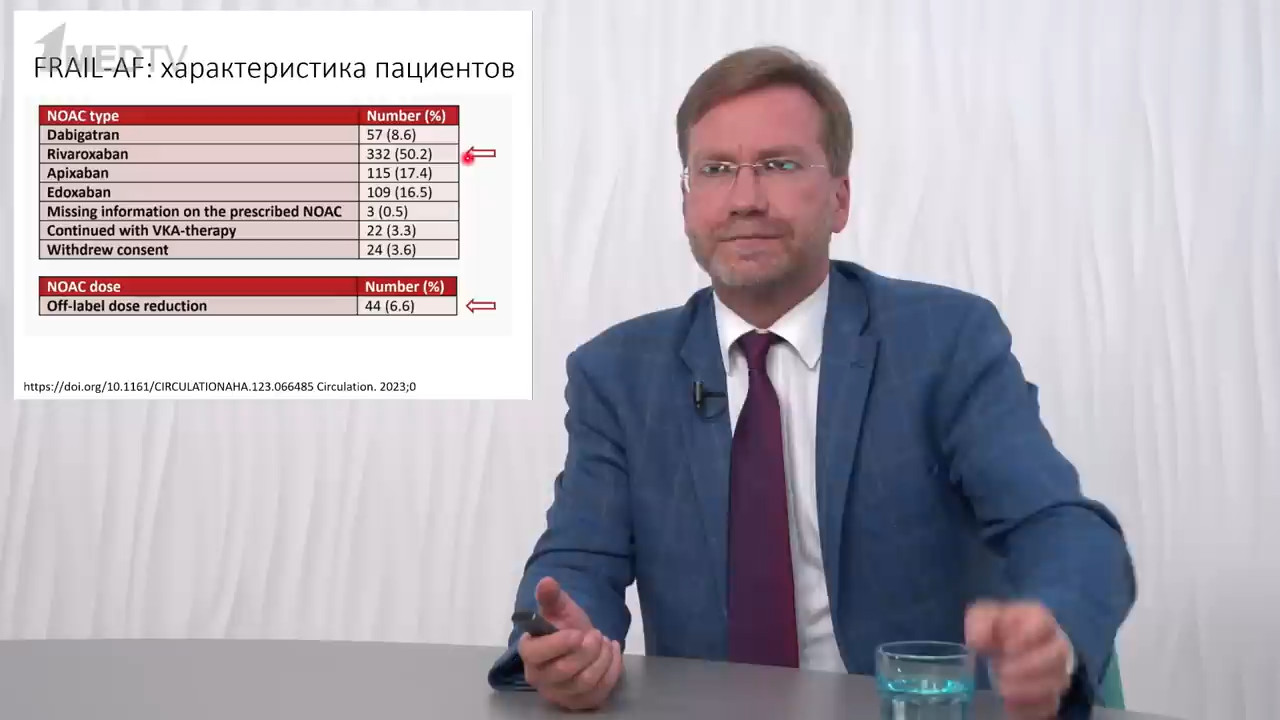 1MEDTV
FRAIL-AF: характеристика пациентов
NOAC type Number (%)
Dabigatran 57 (8.6)
Rivaroxaban 332 (50.2)
Apixaban 115 (17.4)
Edoxaban 109 (16.5)
Missing information on the prescribed NOAC 3 (0.5)
Continued with VKA-therapy 22 (3.3)
Withdrew consent 24 (3.6)
NOAC dose Number (%)
Off-label dose reduction 44 (6.6)
https://doi.org/10.1161/CIRCULATIONAHA.123.066485 Circulation. 2023;0